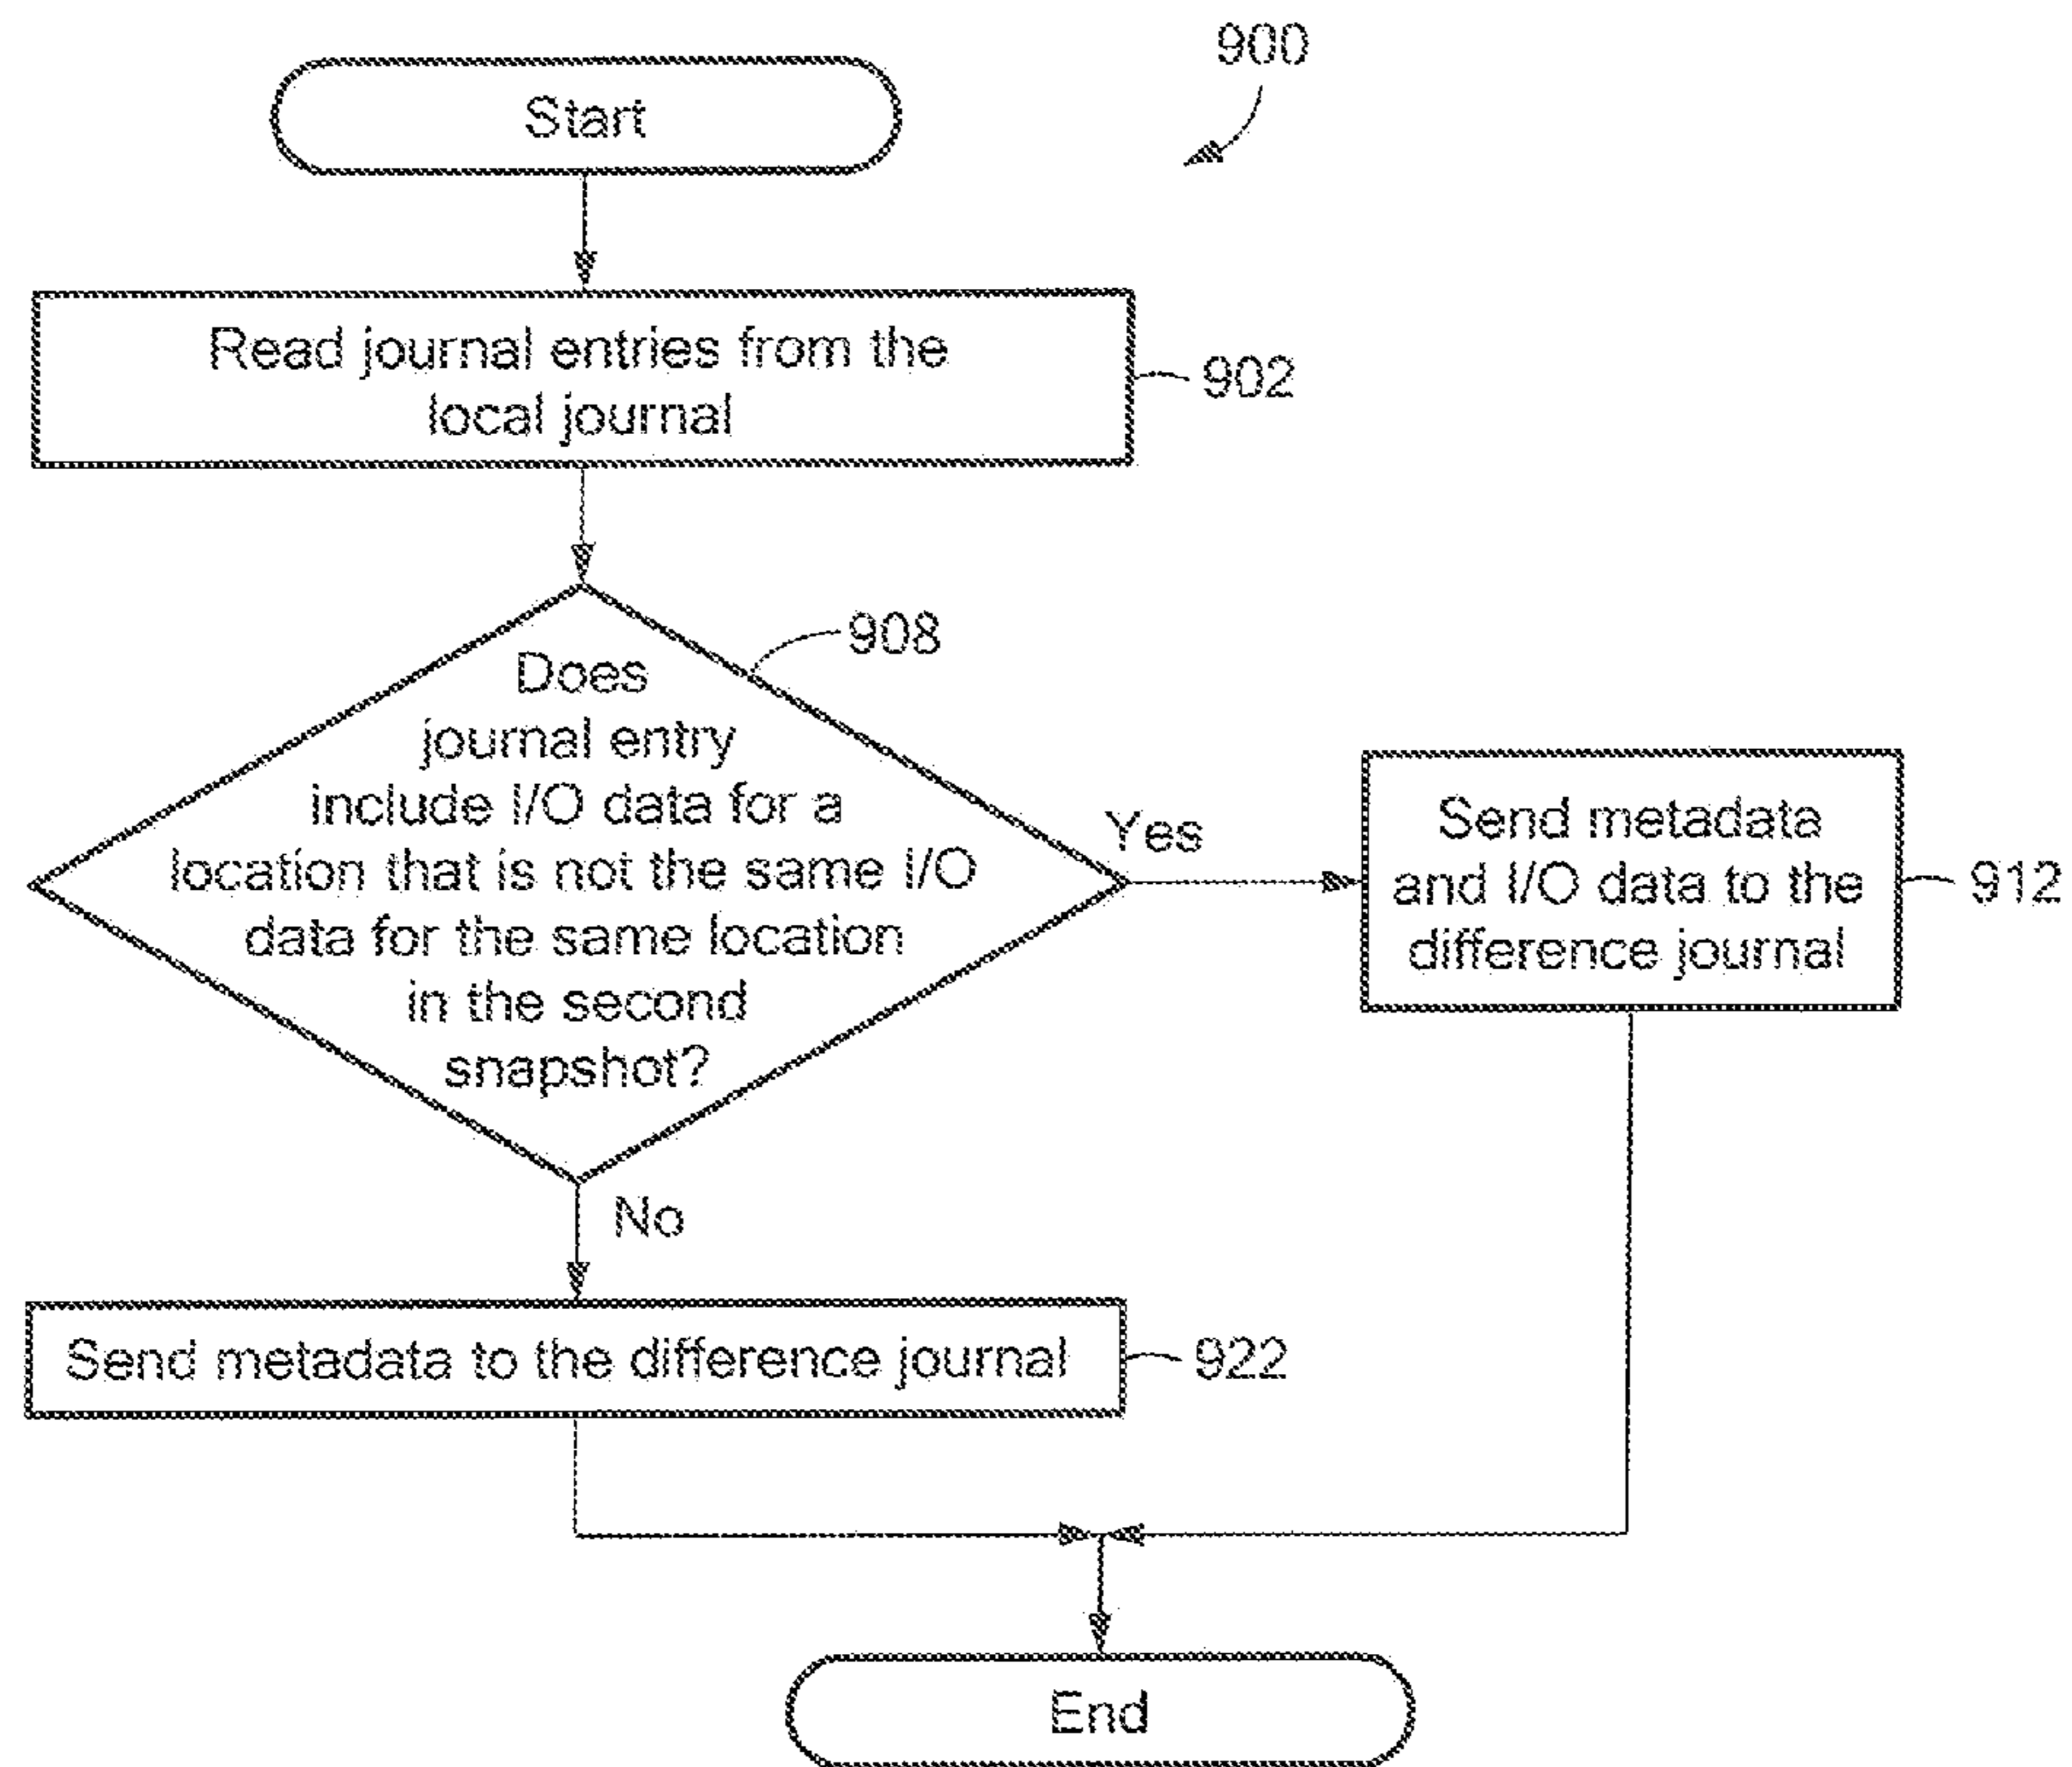 900
Start
Read journal entries from the
local journal
902
908
Does
journal entry
include I/O data for a
location that is not the same I/O
data for the same location
in the second
snapshot?
Yes
Send metadata
and I/O data to the
difference journal
912
No
Send metadata to the difference journal
922
End